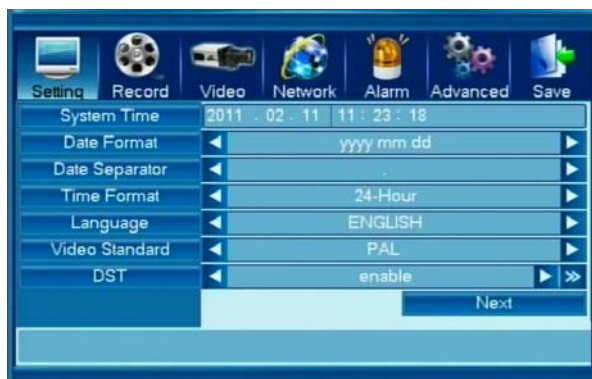 Setting Record Video Network Alarm Advanced Save
System Time 2011 . 02 . 11 11 : 23 : 18
Date Format yyyy mm dd
Date Separator .
Time Format 24-Hour
Language ENGLISH
Video Standard PAL
DST enable
Next